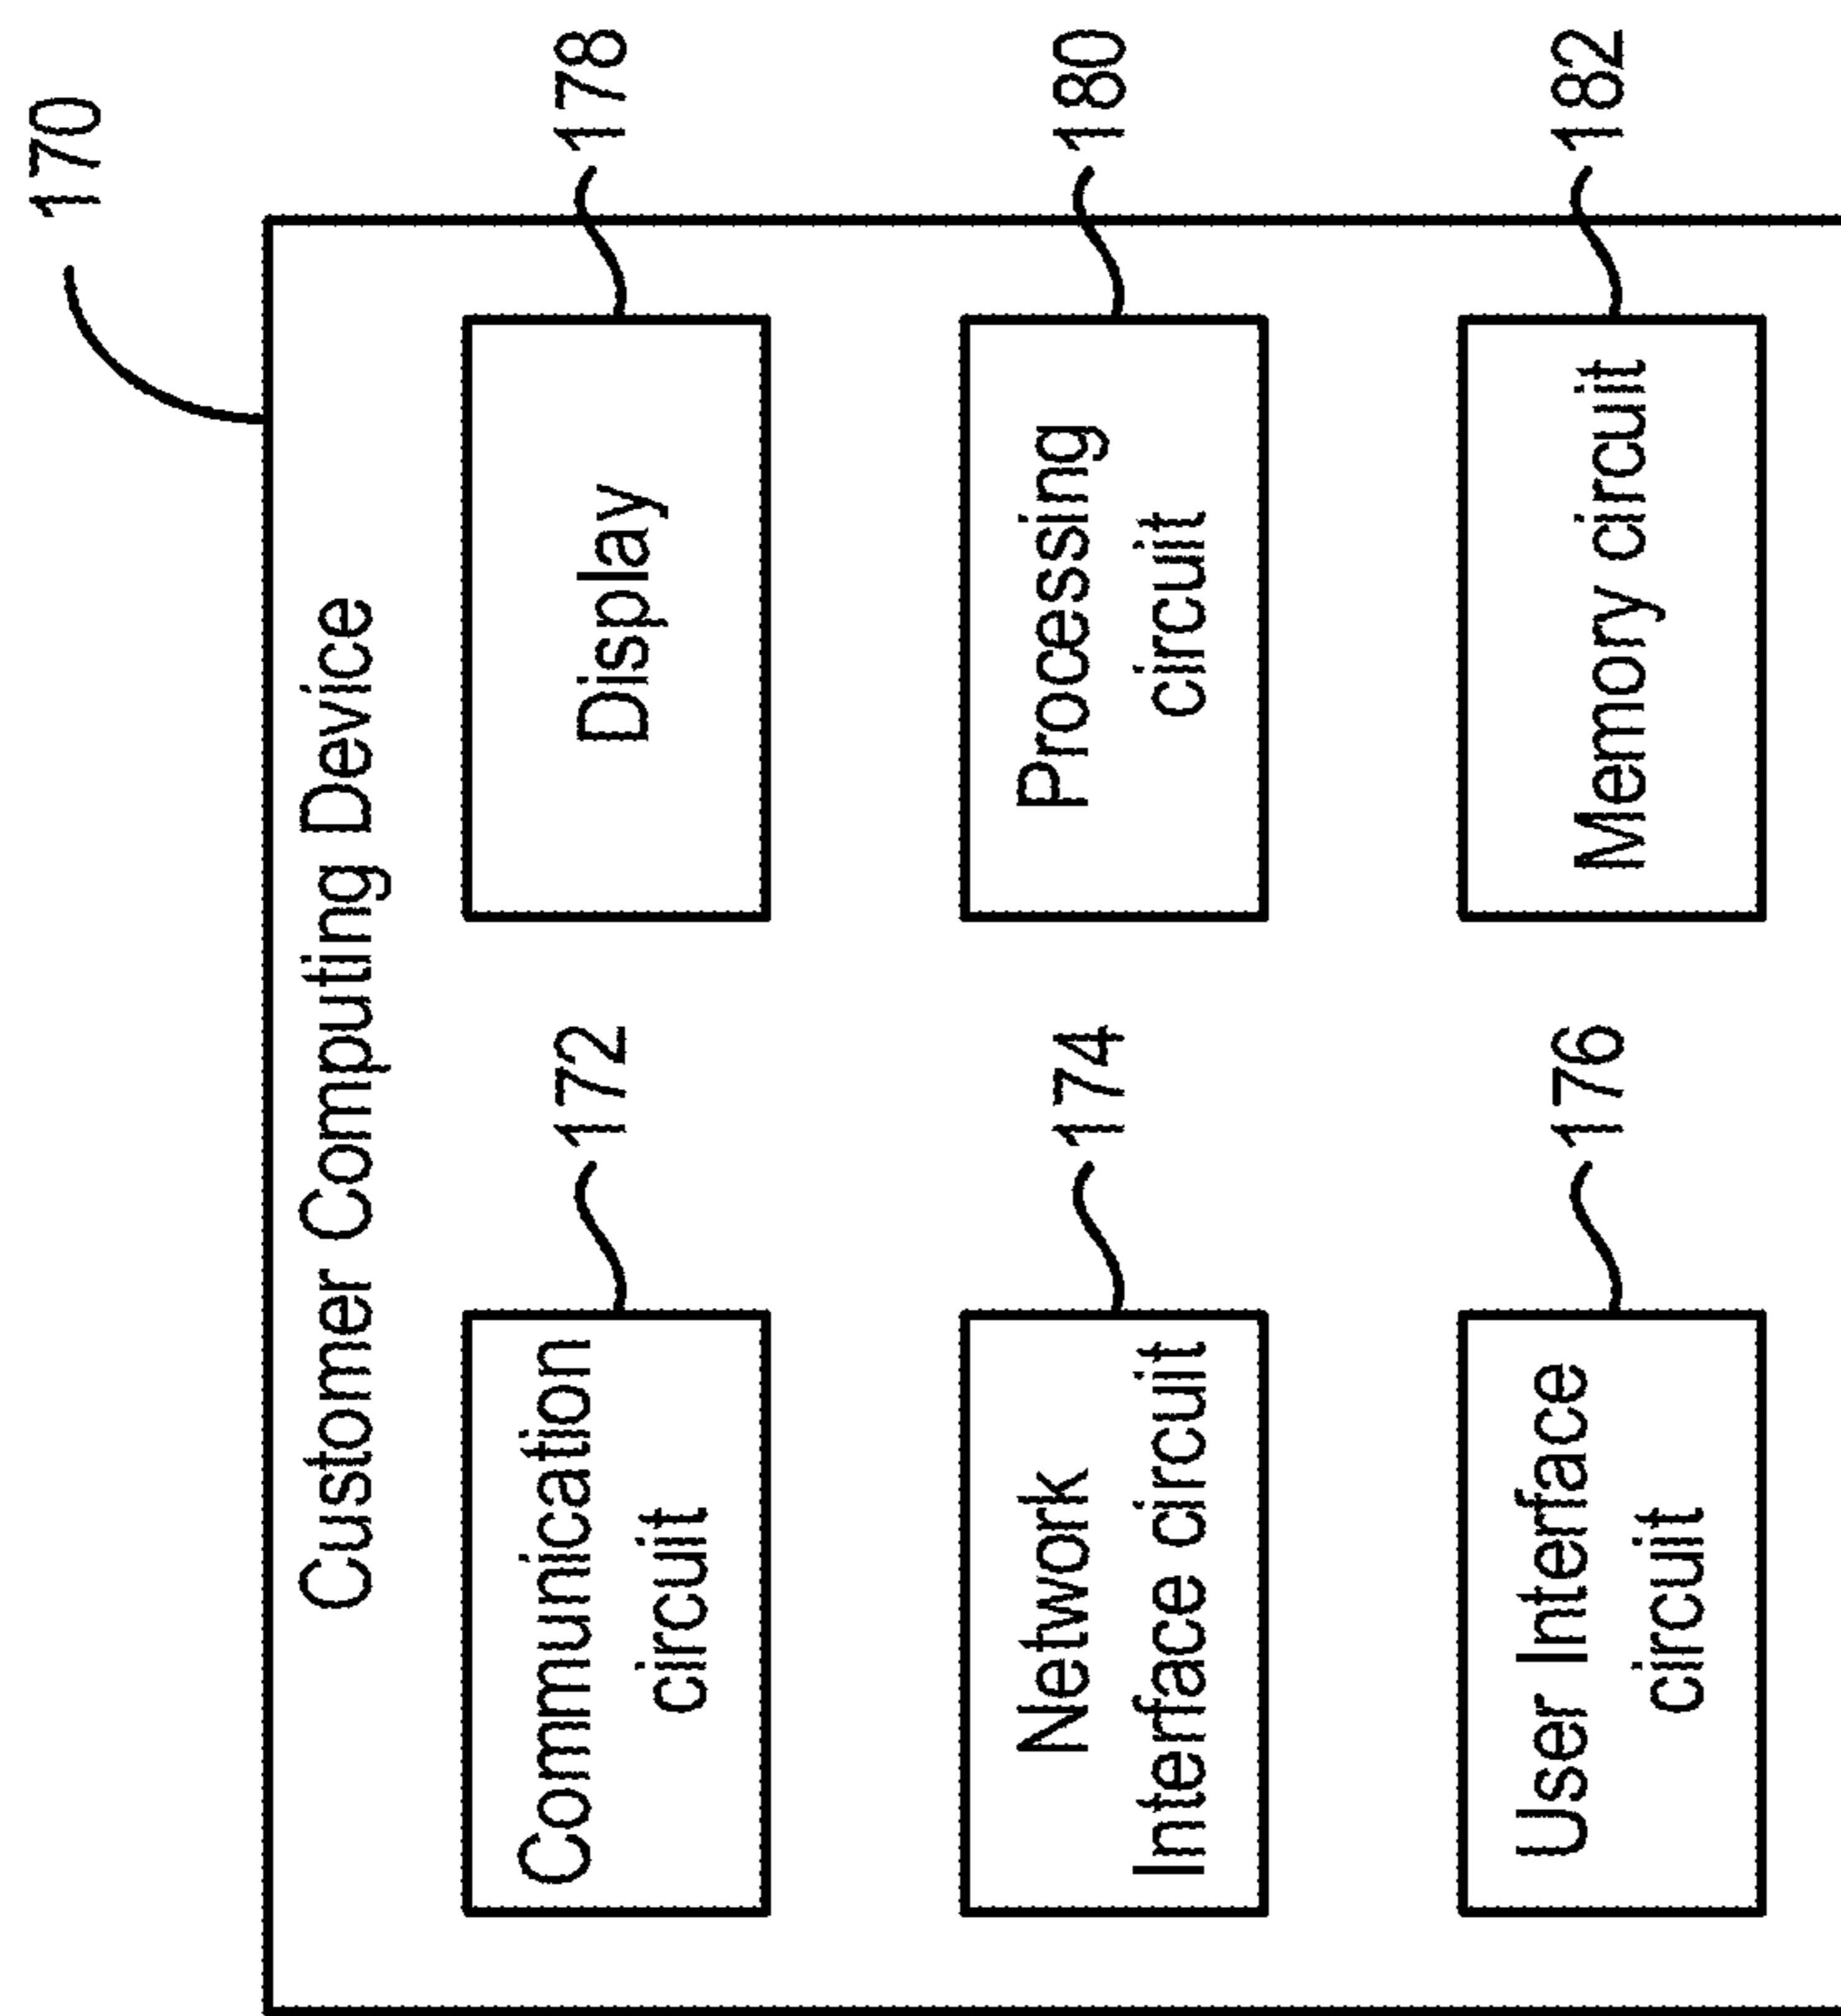 170
Customer Computing Device
172
Communication
circuit
178
Display
174
Network
Interface circuit
180
Processing
circuit
176
User Interface
circuit
182
Memory circuit